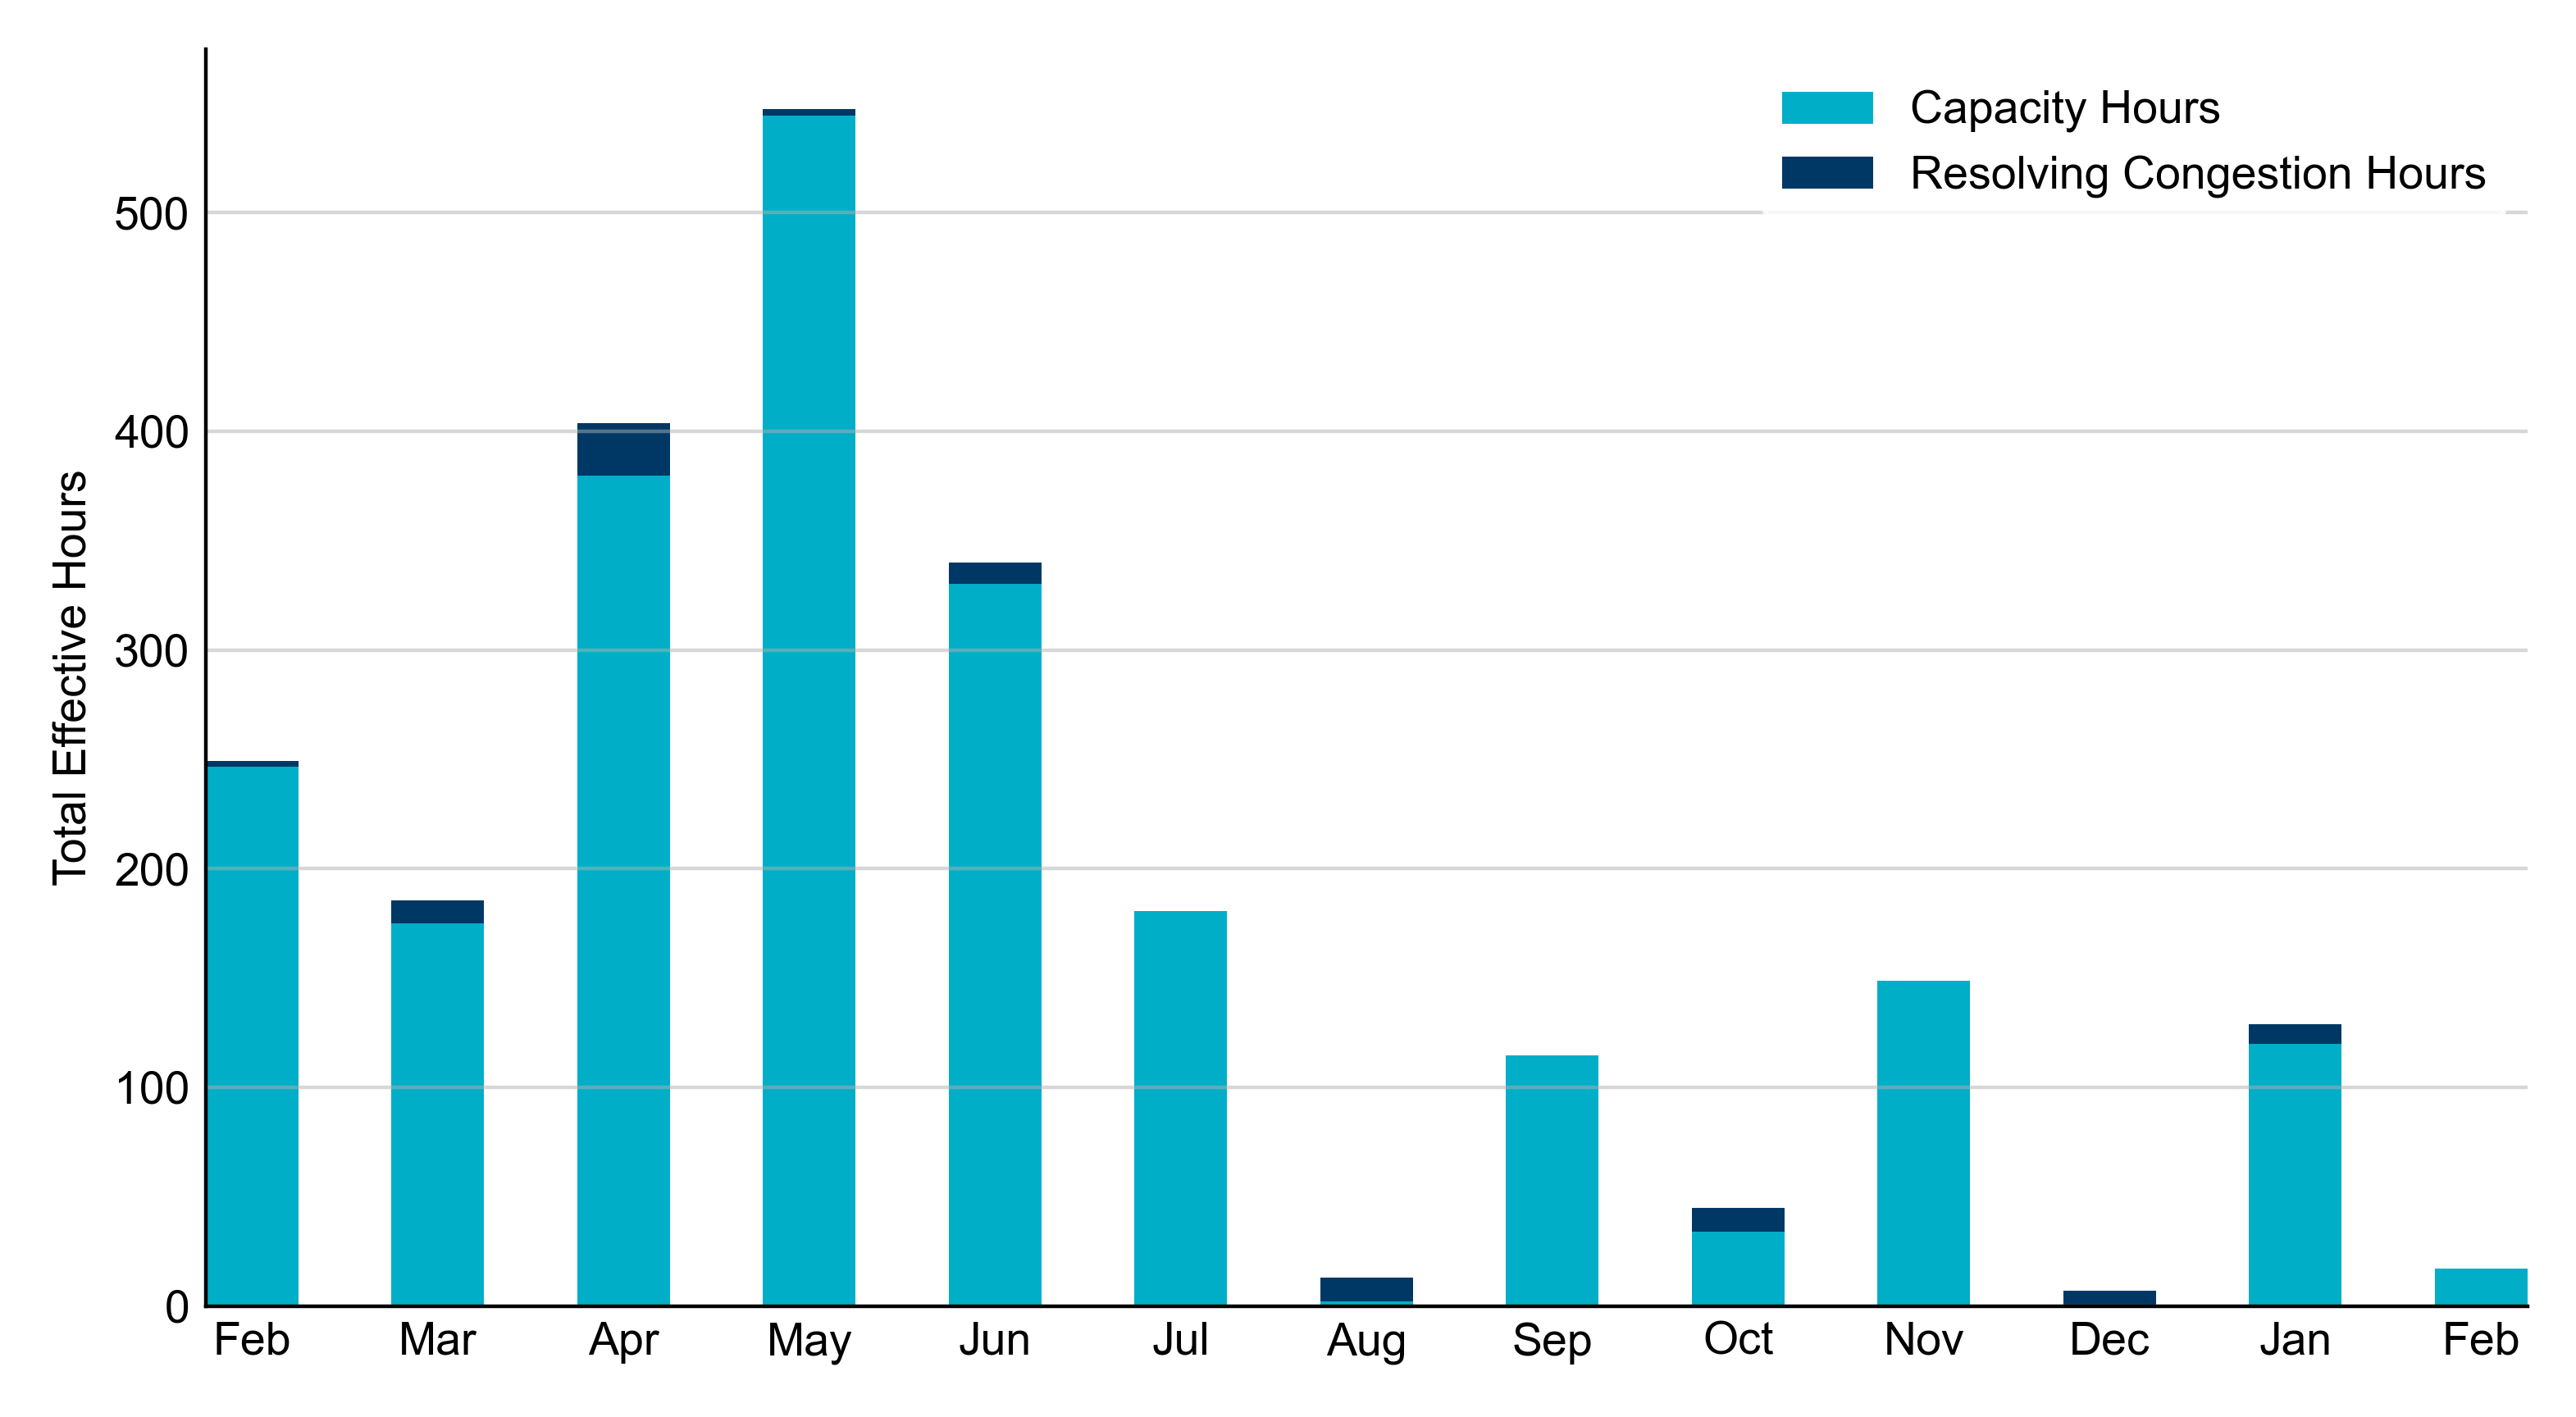 Capacity Hours
Resolving Congestion Hours
Total Effective Hours
500
400
300
200
100
0
Feb Mar Apr May Jun Jul Aug Sep Oct Nov Dec Jan Feb